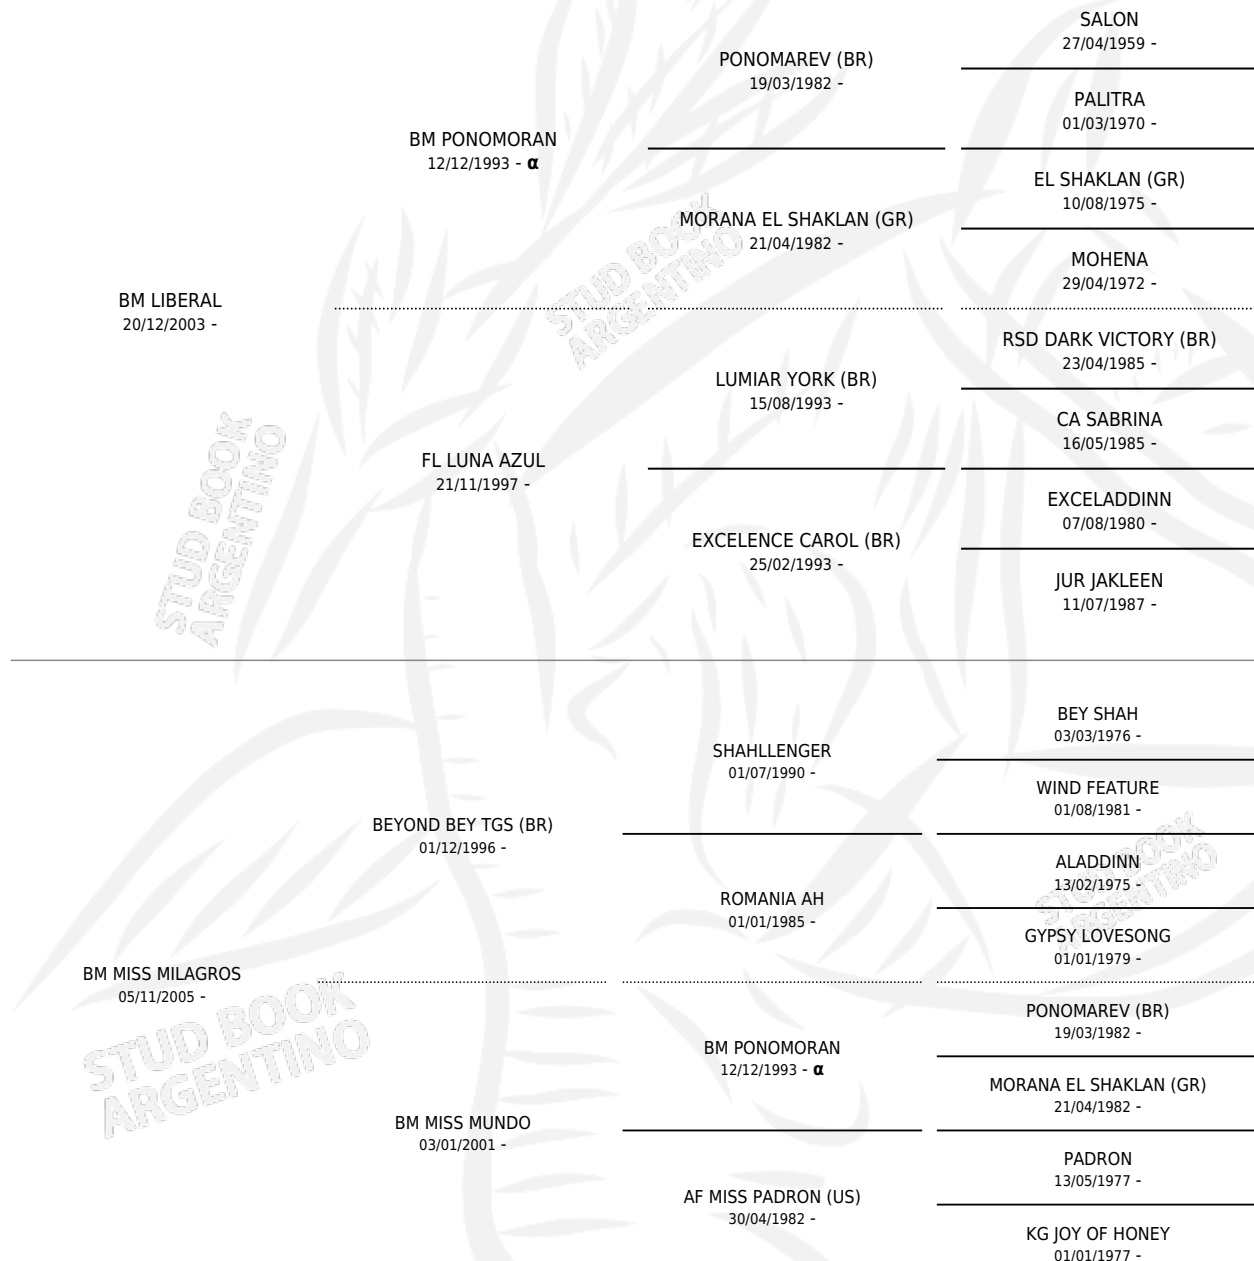 SALON
27/04/1959 -
PONOMAREV (BR)
19/03/1982 -
PALITRA
01/03/1970 -
BM PONOMORAN
12/12/1993 - α
EL SHAKLAN (GR)
10/08/1975 -
MORANA EL SHAKLAN (GR)
21/04/1982 -
MOHENA
29/04/1972 -
BM LIBERAL
20/12/2003 -
RSD DARK VICTORY (BR)
23/04/1985 -
LUMIAR YORK (BR)
15/08/1993 -
CA SABRINA
16/05/1985 -
FL LUNA AZUL
21/11/1997 -
EXCELADDINN
07/08/1980 -
EXCELENCE CAROL (BR)
25/02/1993 -
JUR JAKLEEN
11/07/1987 -
BEY SHAH
03/03/1976 -
SHAHLLENGER
01/07/1990 -
WIND FEATURE
01/08/1981 -
BEYOND BEY TGS (BR)
01/12/1996 -
ALADDINN
13/02/1975 -
ROMANIA AH
01/01/1985 -
GYPSY LOVESONG
01/01/1979 -
BM MISS MILAGROS
05/11/2005 -
PONOMAREV (BR)
19/03/1982 -
BM PONOMORAN
12/12/1993 - α
MORANA EL SHAKLAN (GR)
21/04/1982 -
BM MISS MUNDO
03/01/2001 -
PADRON
13/05/1977 -
AF MISS PADRON (US)
30/04/1982 -
KG JOY OF HONEY
01/01/1977 -
STUD BOOK
ARGENTINO
STUD BOOK
ARGENTINO
STUD BOOK
ARGENTINO
STUD BOOK
ARGENTINO